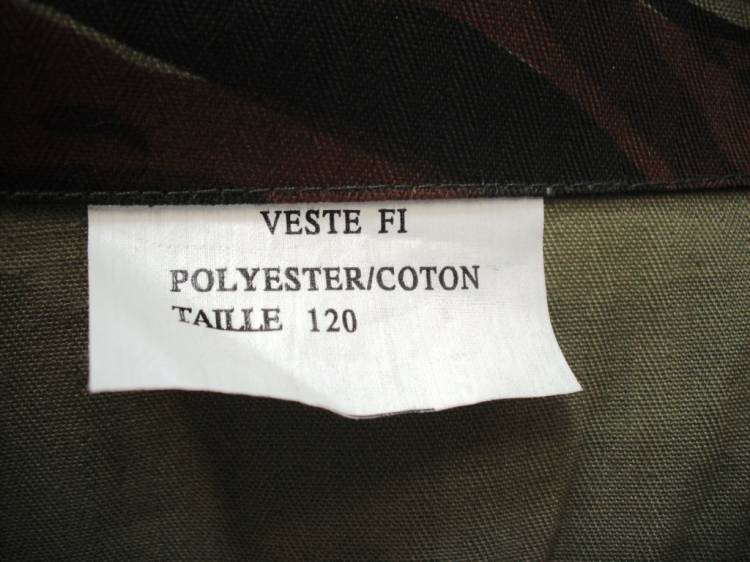 VESTE FI
POLYESTER/COTON
TAILLE 120